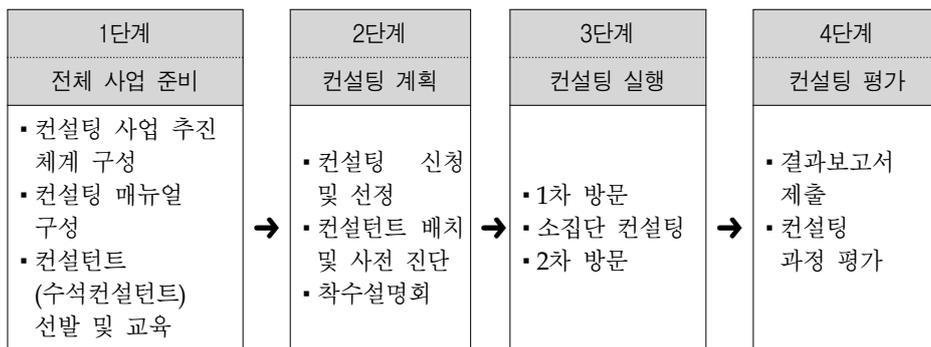 1단계
전체 사업 준비
▪ 컨설팅 사업 추진
체계 구성
▪ 컨설팅 매뉴얼
구성
▪ 컨설턴트
(수석컨설턴트)
선발 및 교육
➔
2단계
컨설팅 계획
▪ 컨설팅 신청
및 선정
▪ 컨설턴트 배치
및 사전 진단
▪ 착수설명회
➔
3단계
컨설팅 실행
▪ 1차 방문
▪ 소집단 컨설팅
▪ 2차 방문
➔
4단계
컨설팅 평가
▪ 결과보고서
제출
▪ 컨설팅
과정 평가